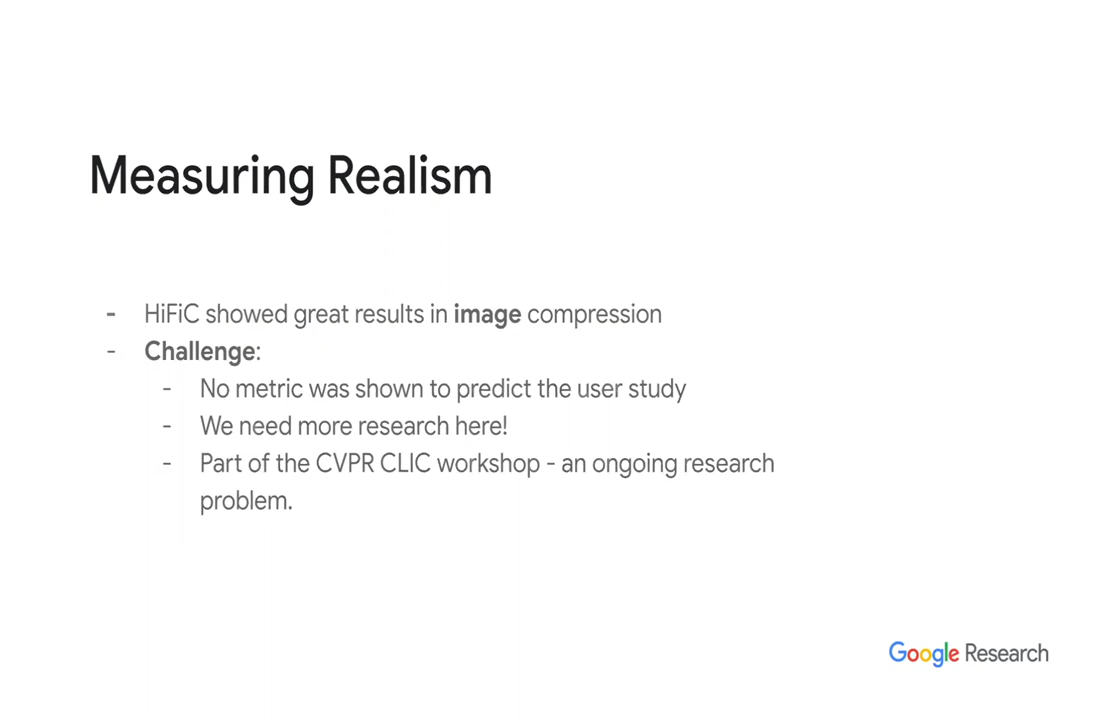 Measuring Realism
- HiFiC showed great results in image compression
- Challenge:
- No metric was shown to predict the user study
- We need more research here!
- Part of the CVPR CLIC workshop - an ongoing research
problem.
Google Research